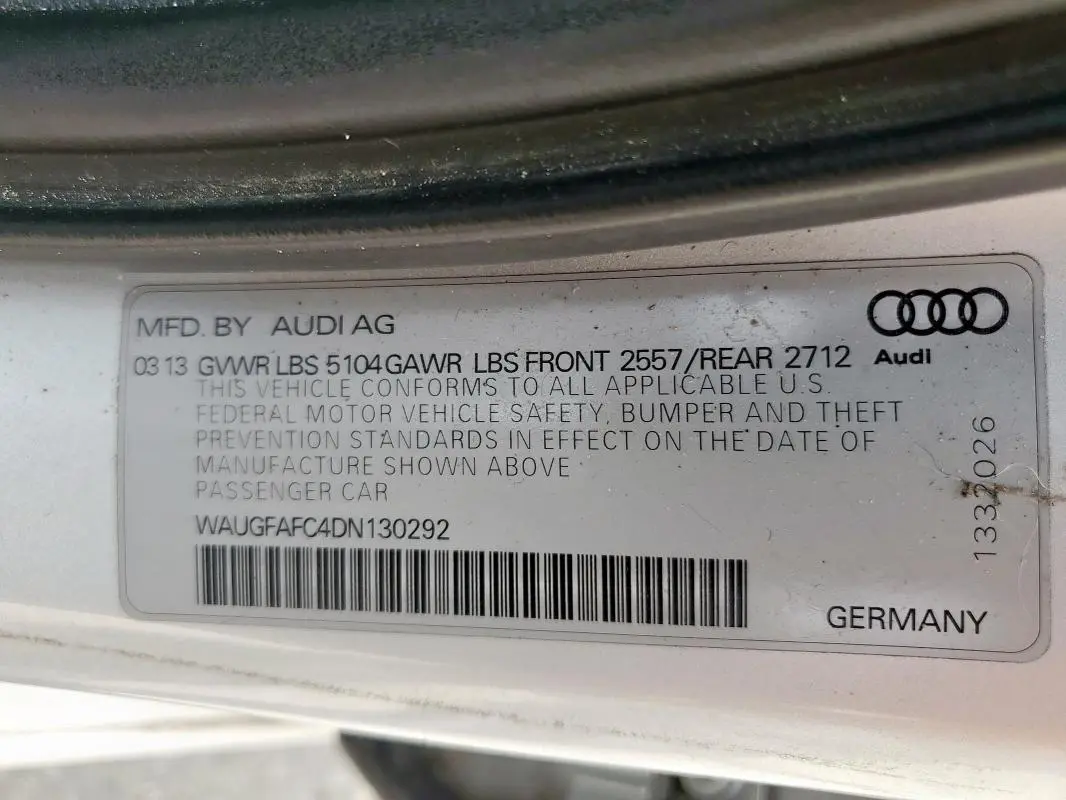 MFD. BY AUDI AG
03 13 GVWR LBS 5104 GAWR LBS FRONT 2557/REAR 2712
Audi
THIS VEHICLE CONFORMS TO ALL APPLICABLE U.S.
FEDERAL MOTOR VEHICLE SAFETY, BUMPER AND THEFT
PREVENTION STANDARDS IN EFFECT ON THE DATE OF
MANUFACTURE SHOWN ABOVE
PASSENGER CAR
WAUGFAFC4DN130292
GERMANY
1332026